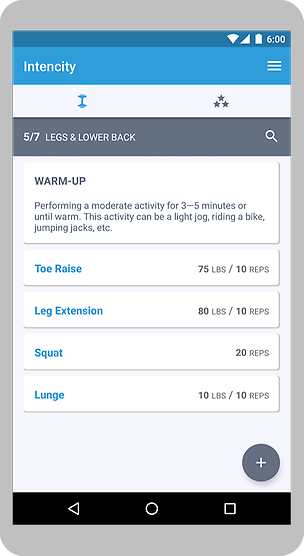 6:00
Intencity
5/7 LEGS & LOWER BACK
WARM-UP
Performing a moderate activity for 3—5 minutes or
until warm. This activity can be a light jog, riding a bike,
jumping jacks, etc.
Toe Raise 75 LBS / 10 REPS
Leg Extension 80 LBS / 10 REPS
Squat 20 REPS
Lunge 10 LBS / 10 REPS